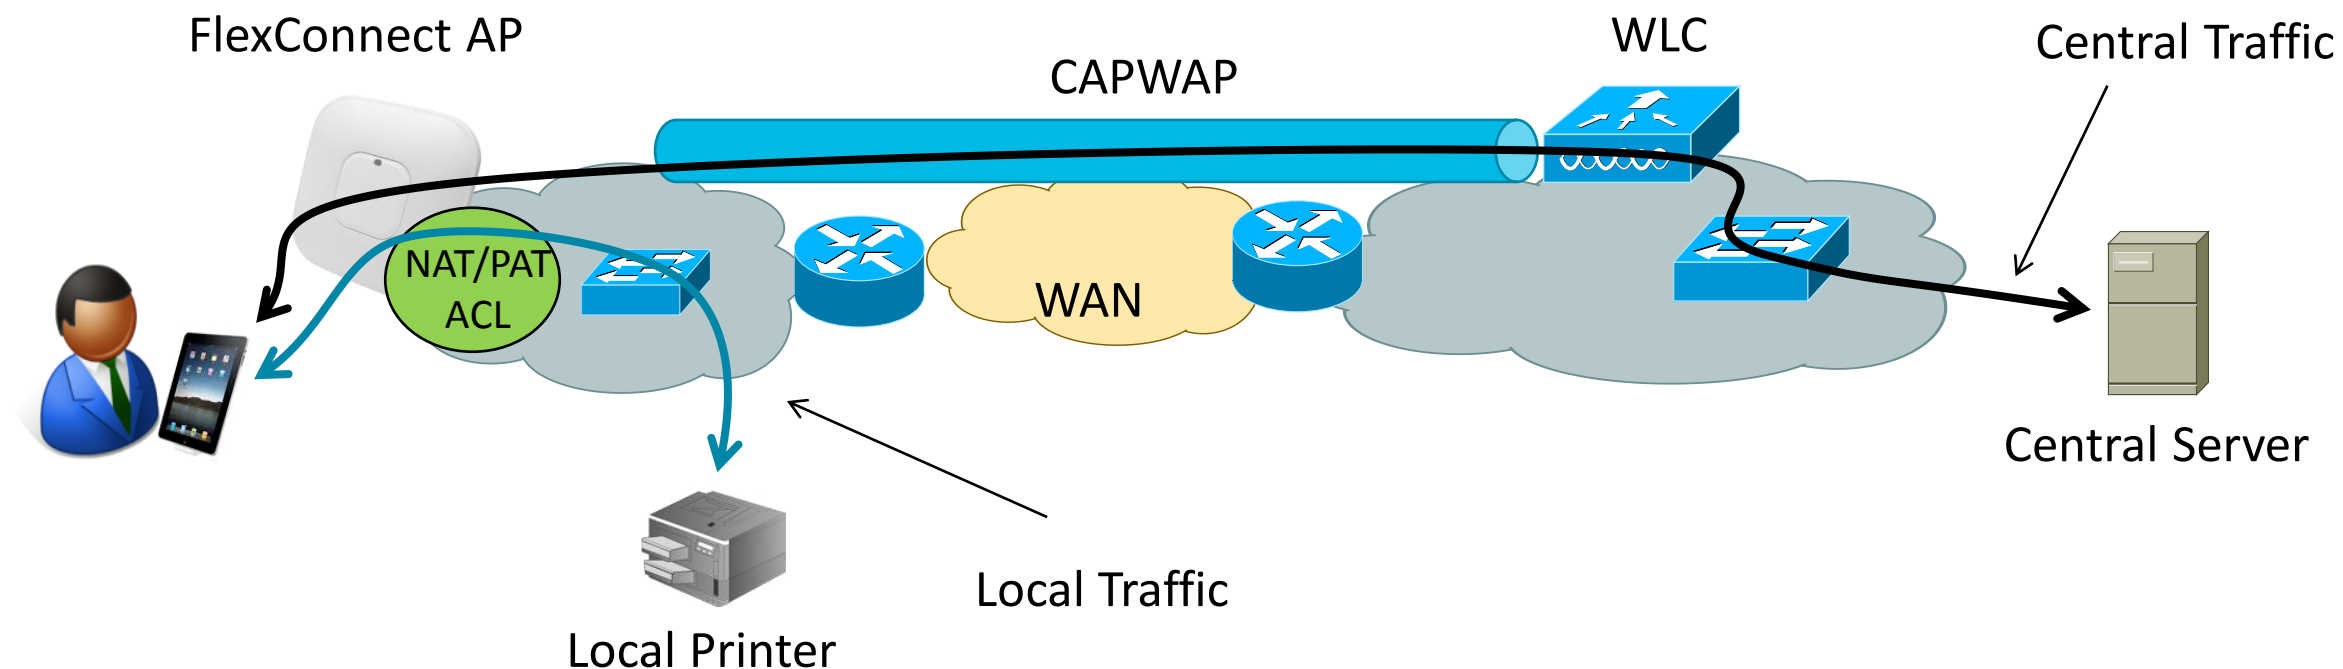 FlexConnect AP
CAPWAP
WLC
Central Traffic
NAT/PAT
ACL
WAN
Central Server
Local Traffic
Local Printer